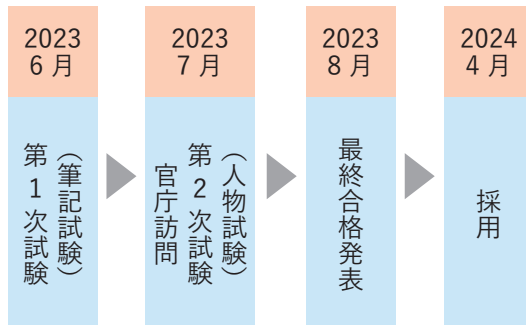 2023
6 月
第1次試験
（筆記試験）
2023
7 月
第2次試験
（人物試験）
官庁訪問
2023
8 月
最終合格発表
2024
4 月
採用